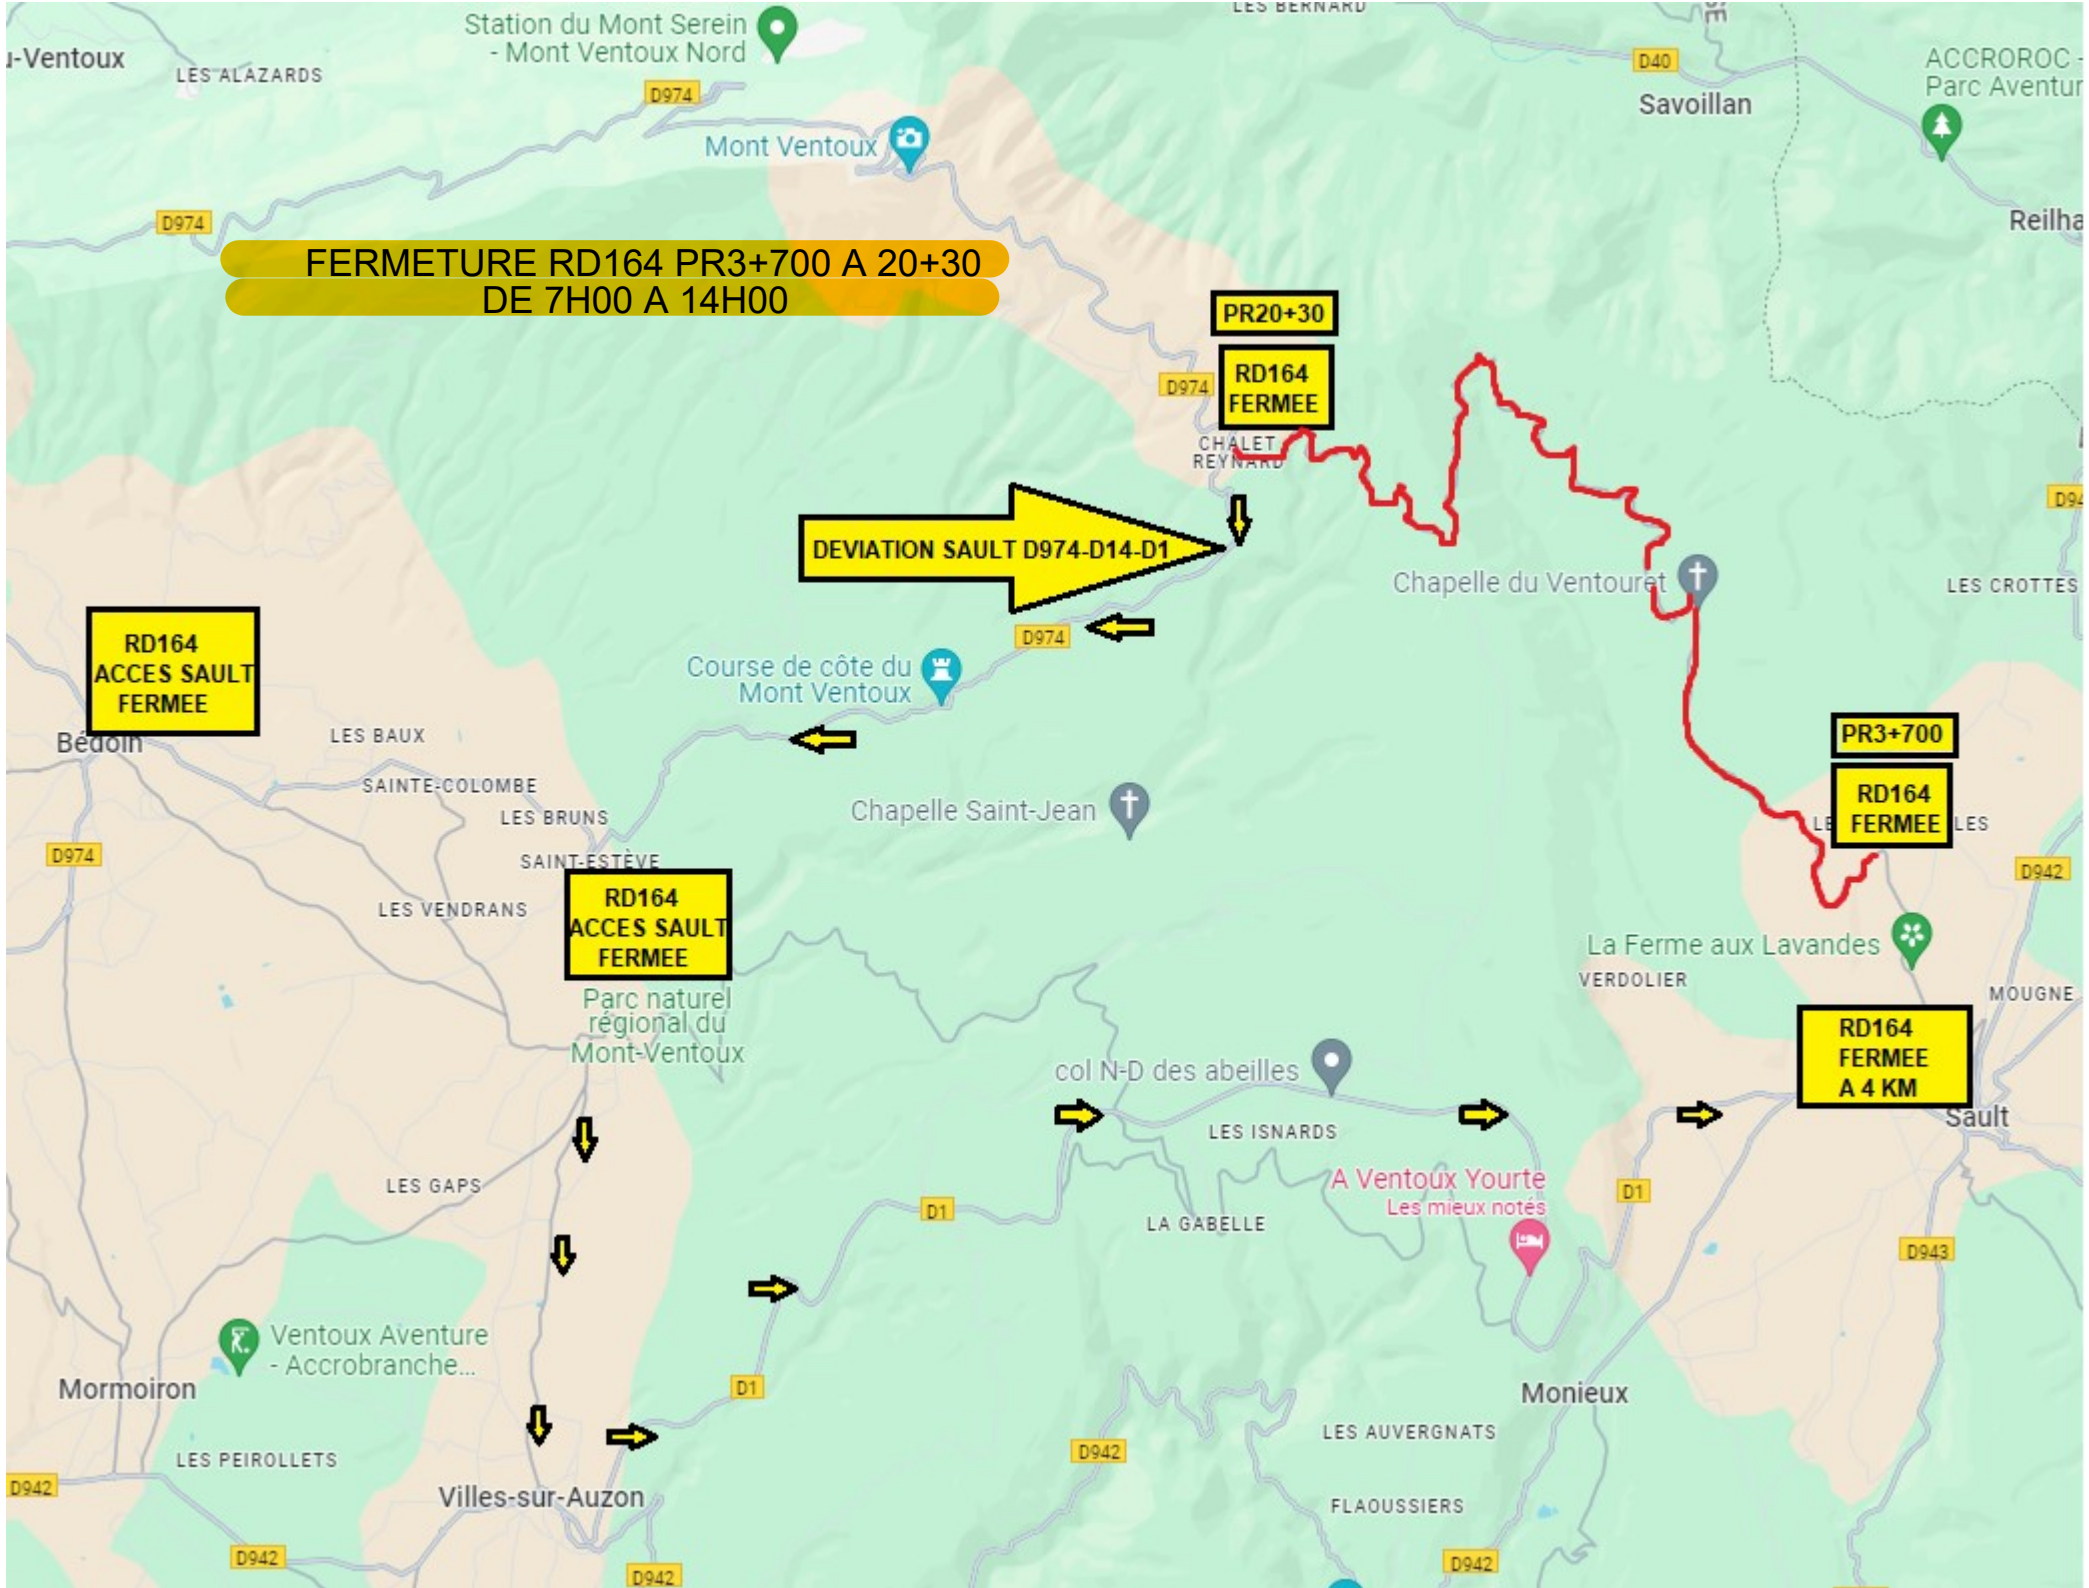 LES BERNARD
Station du Mont Serein
- Mont Ventoux Nord
u-Ventoux
LES ALAZARDS
D974
D40
ACCROROC -
Parc Aventur
Savoillan
Mont Ventoux
D974
Reilha
FERMETURE RD164 PR3+700 A 20+30
DE 7H00 A 14H00
PR20+30
RD164
FERMEE
D974
CHALET
REYNARD
D94
DEVIATION SAULT D974-D14-D1
Chapelle du Ventouret
LES CROTTES
RD164
ACCES SAULT
FERMEE
D974
Course de côte du
Mont Ventoux
Bédoin
LES BAUX
PR3+700
SAINTE-COLOMBE
RD164
FERMEE
LES BRUNS
Chapelle Saint-Jean
LE
LES
D974
SAINT-ESTÈVE
D942
RD164
ACCES SAULT
FERMEE
LES VENDRANS
La Ferme aux Lavandes
VERDOLIER
MOUGNE
Parc naturel
régional du
Mont-Ventoux
RD164
FERMEE
A 4 KM
col N-D des abeilles
Sault
LES ISNARDS
LES GAPS
A Ventoux Yourte
Les mieux notés
D1
D1
LA GABELLE
D943
Ventoux Aventure
- Accrobranche...
Mormoiron
D1
Monieux
LES AUVERGNATS
D942
LES PEIROLLETS
D942
Villes-sur-Auzon
FLAOUSSIERS
D942
D942
D942